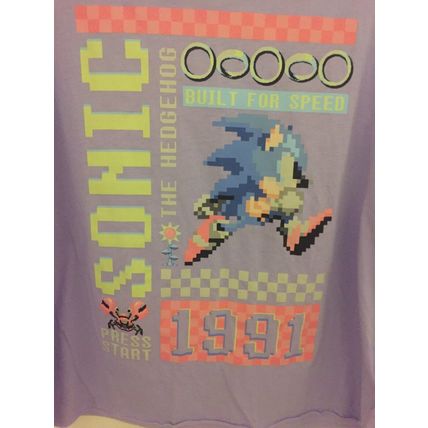 SONIC
THE HEDGEHOG
BUILT FOR SPEED
PRESS
START
1991